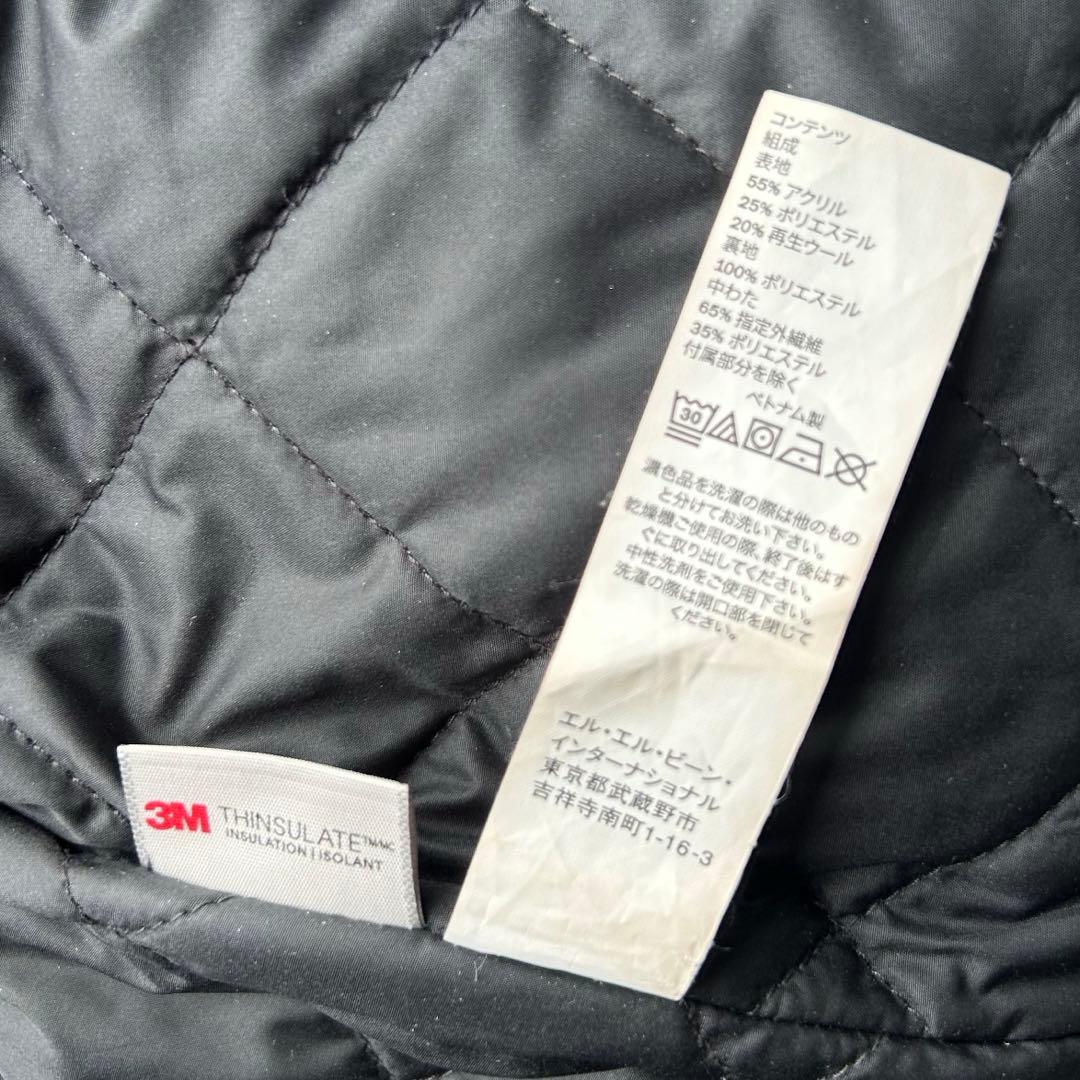 コンテンツ
組成
表地
55% アクリル
25% ポリエステル
20% 再生ウール
裏地
100% ポリエステル
中わた
65% 指定外繊維
35% ポリエステル
付属部分を除く
ベトナム製
30
濃色品を洗濯の際は他のもの
と分けてお洗い下さい。
乾燥機ご使用の際、終了後はす
ぐに取り出してください。
中性洗剤をご使用下さい。
洗濯の際は開口部を閉じて
ください。
エル・エル・ビーン・
インターナショナル
東京都武蔵野市
吉祥寺南町1-16-3
3M THINSULATE™/MC
INSULATION | ISOLANT